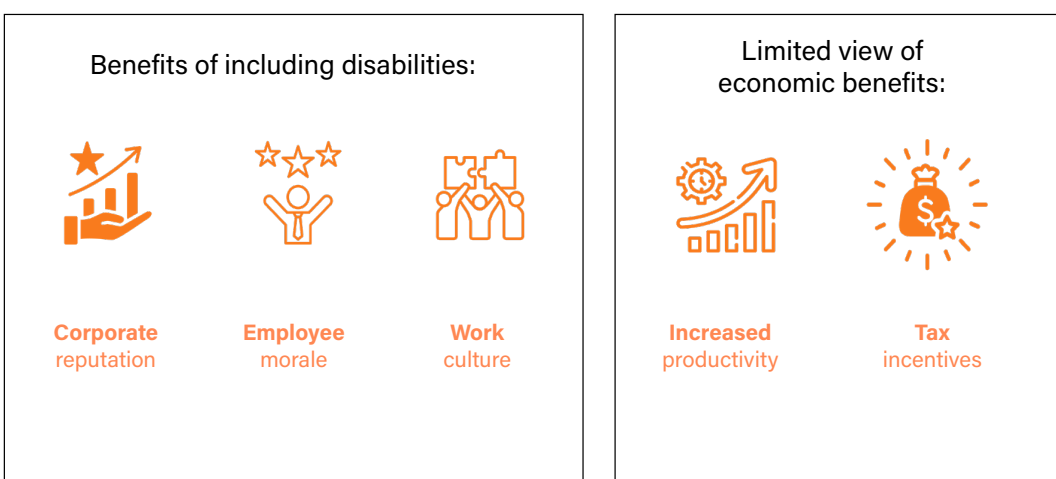 Benefits of including disabilities:
Corporate
reputation
Employee
morale
Work
culture
Limited view of
economic benefits:
$
Increased
productivity
Tax
incentives